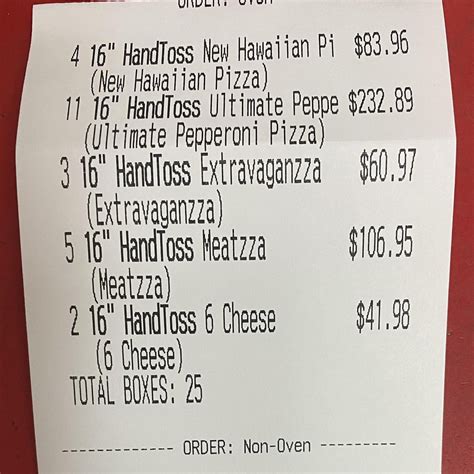 ORDER: Oven
4 16" HandToss New Hawaiian Pi $83.96
(New Hawaiian Pizza)
11 16" HandToss Ultimate Peppe $232.89
(Ultimate Pepperoni Pizza)
3 16" HandToss Extravaganzza $60.97
(Extravaganzza)
5 16" HandToss Meatzza $106.95
(Meatzza)
2 16" HandToss 6 Cheese $41.98
(6 Cheese)
TOTAL BOXES: 25
------------- ORDER: Non-Oven ---------